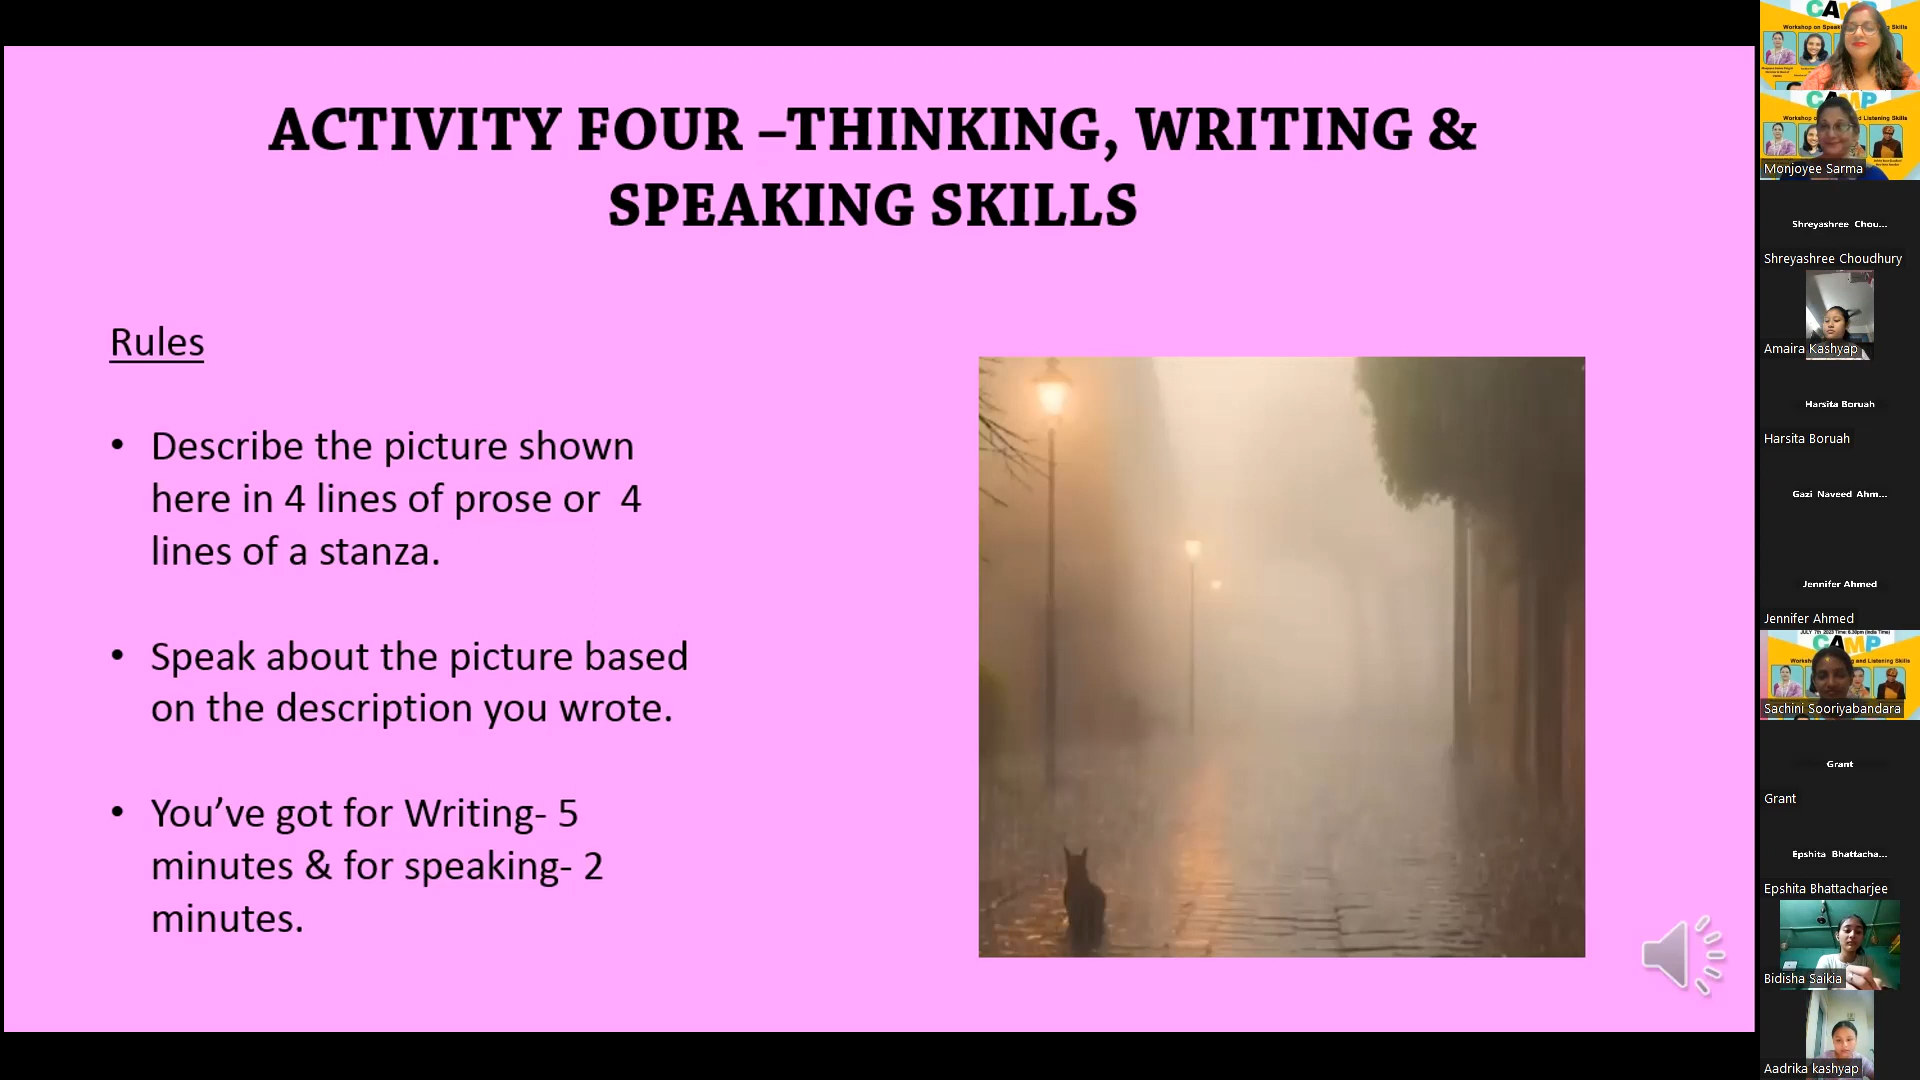 ACTIVITY FOUR –THINKING, WRITING &
SPEAKING SKILLS
Rules
• Describe the picture shown
here in 4 lines of prose or 4
lines of a stanza.
• Speak about the picture based
on the description you wrote.
• You’ve got for Writing- 5
minutes & for speaking- 2
minutes.
CAMP
Monjoyee Sarma
Shreyashree Chou...
Shreyashree Choudhury
Amaira Kashyap
Harsita Boruah
Harsita Boruah
Gazi Naveed Ahm...
Jennifer Ahmed
Jennifer Ahmed
CAMP
Sachini Sooriyabandara
Grant
Grant
Epshita Bhattacha...
Epshita Bhattacharjee
Bidisha Saikia
Aadrika kashyap